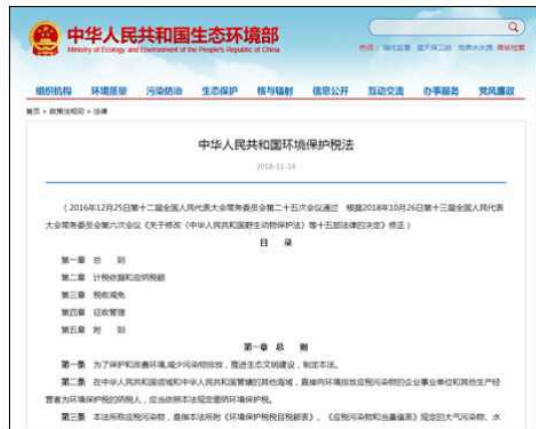 中华人民共和国生态环境部
Ministry of Ecology and Environment of the People's Republic of China
组织机构 环境质量 污染防治 生态保护 核与辐射 信息公开 互动交流 办事服务 党风廉政
首页 > 政策法规司 > 法律
中华人民共和国环境保护税法
2018-11-14
（2016年12月25日第十二届全国人民代表大会常务委员会第二十五次会议通过 根据2018年10月26日第十三届全国人民代表
大会常务委员会第六次会议《关于修改〈中华人民共和国野生动物保护法〉等十五部法律的决定》修正）
目 录
第一章 总 则
第二章 计税依据和应纳税额
第三章 税收减免
第四章 征收管理
第五章 附 则
第一章 总 则
第一条 为了保护和改善环境,减少污染物排放，推进生态文明建设，制定本法。
第二条 在中华人民共和国领域和中华人民共和国管辖的其他海域，直接向环境排放应税污染物的企业事业单位和其他生产经
营者为环境保护税的纳税人，应当依照本法规定缴纳环境保护税。
第三条 本法所称应税污染物，是指本法所附《环境保护税税目税额表》、《应税污染物和当量值表》规定的大气污染物、水